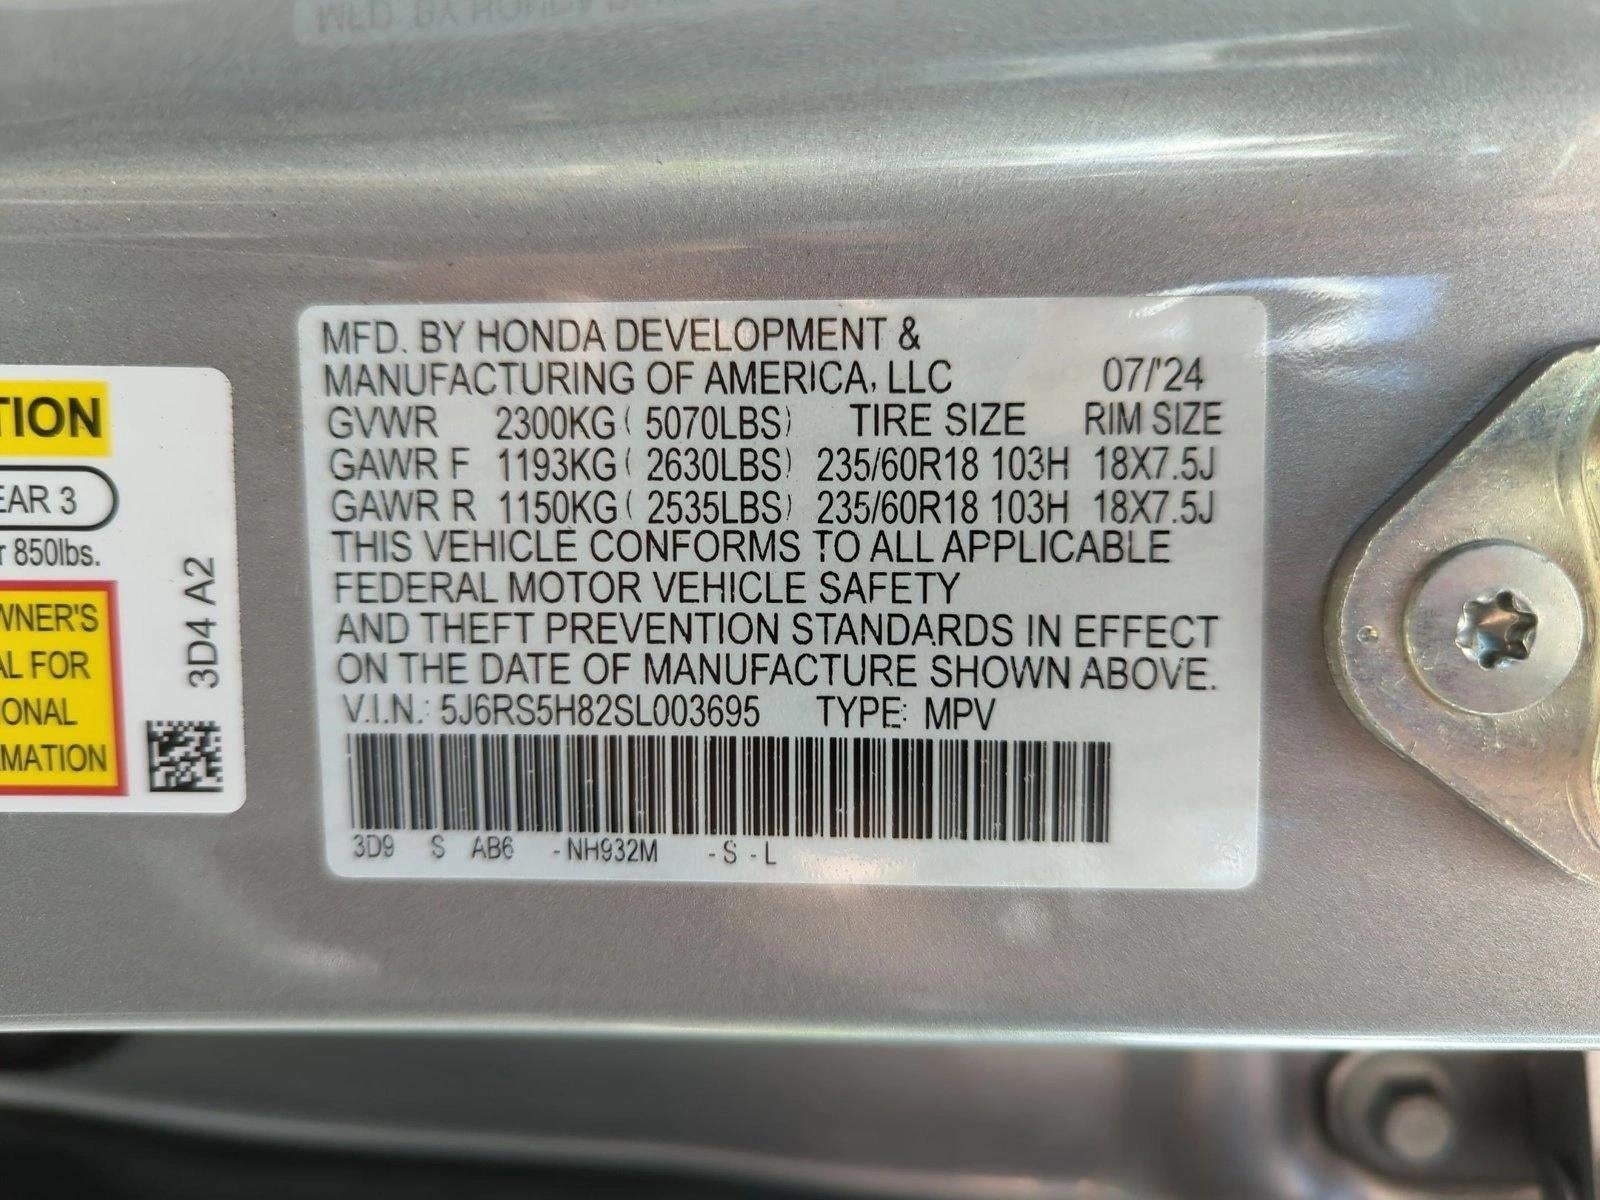 MFD. BY HONDA DEVELOPMENT &
MANUFACTURING OF AMERICA, LLC 07/'24
GVWR 2300KG ( 5070LBS) TIRE SIZE RIM SIZE
GAWR F 1193KG ( 2630LBS) 235/60R18 103H 18X7.5J
GAWR R 1150KG ( 2535LBS) 235/60R18 103H 18X7.5J
THIS VEHICLE CONFORMS TO ALL APPLICABLE
FEDERAL MOTOR VEHICLE SAFETY
AND THEFT PREVENTION STANDARDS IN EFFECT
ON THE DATE OF MANUFACTURE SHOWN ABOVE.
V.I.N.: 5J6RS5H82SL003695 TYPE: MPV
3D9 S AB6 -NH932M -S -L
TION
EAR 3
r 850lbs.
WNER'S
AL FOR
IONAL
RMATION
3D4 A2